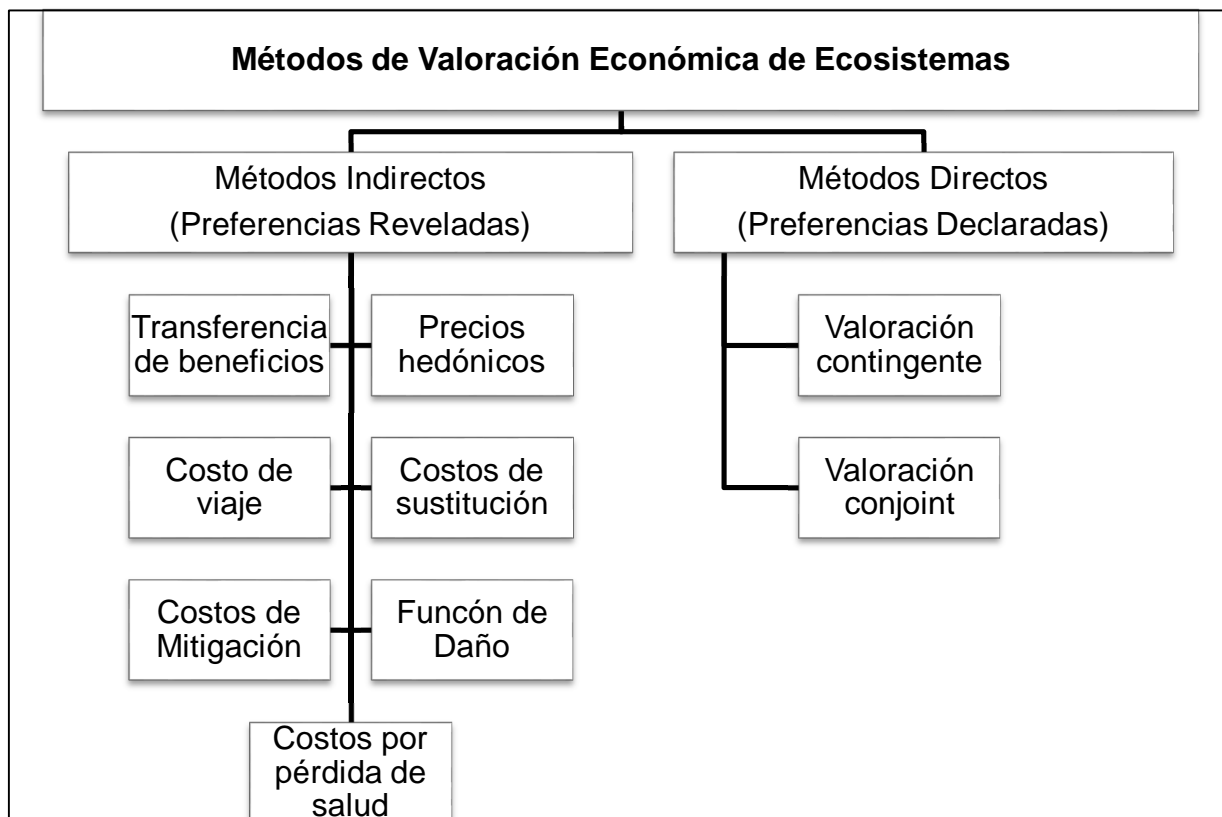 Métodos de Valoración Económica de Ecosistemas
Métodos Indirectos
(Preferencias Reveladas)
Métodos Directos
(Preferencias Declaradas)
Transferencia
de beneficios
Precios
hedónicos
Valoración
contingente
Costo de
viaje
Costos de
sustitución
Valoración
conjoint
Costos de
Mitigación
Funcón de
Daño
Costos por
pérdida de
salud